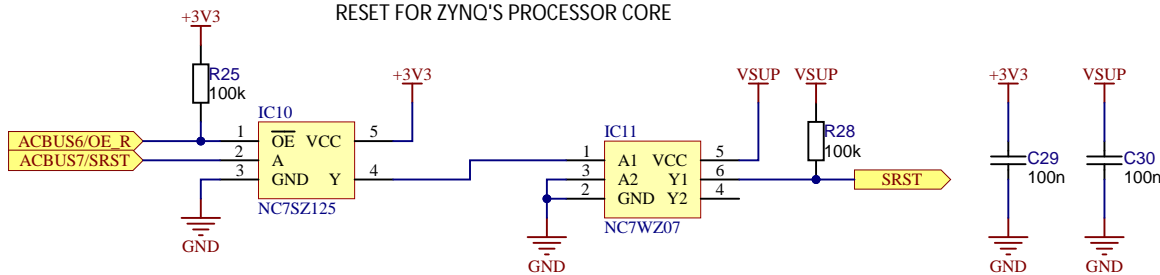 RESET FOR ZYNQ'S PROCESSOR CORE
+3V3
R25
100k
+3V3
VSUP
VSUP
+3V3
VSUP
IC10
IC11
R28
100k
ACBUS6/OE_R
1
OE
VCC
5
ACBUS7/SRST
2
A
3
GND
Y
4
NC7SZ125
GND
1
A1
VCC
5
3
A2
Y1
6
2
GND
Y2
4
NC7WZ07
GND
SRST
C29
100n
GND
C30
100n
GND